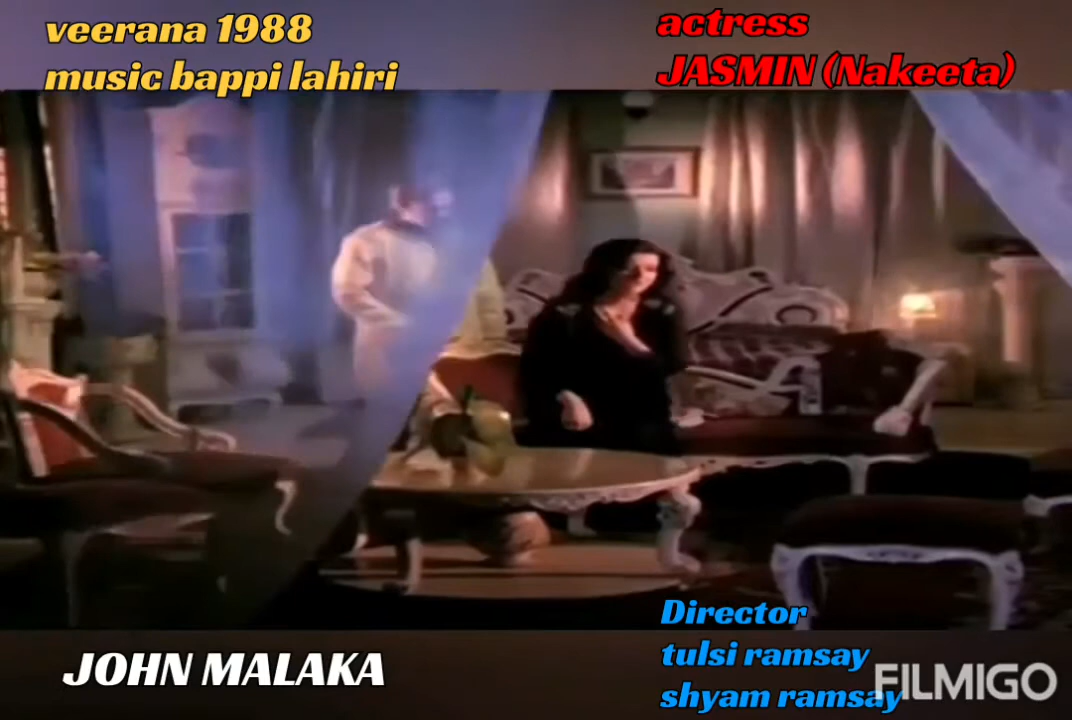 veerana 1988
music bappi lahiri
actress
JASMIN (Nakeeta)
JOHN MALAKA
Director
tulsi ramsay
shyam ramsay
FILMIGO